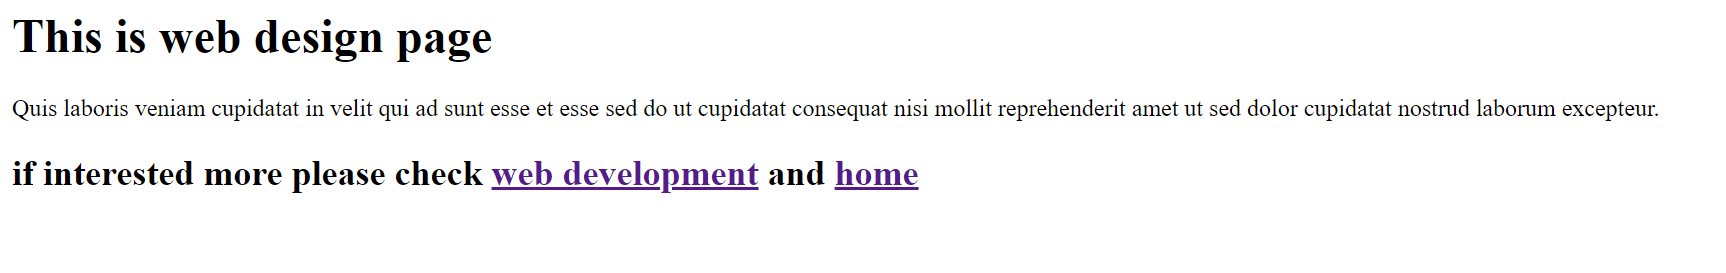 This is web design page
Quis laboris veniam cupidatat in velit qui ad sunt esse et esse sed do ut cupidatat consequat nisi mollit reprehenderit amet ut sed dolor cupidatat nostrud laborum excepteur.
if interested more please check web development and home